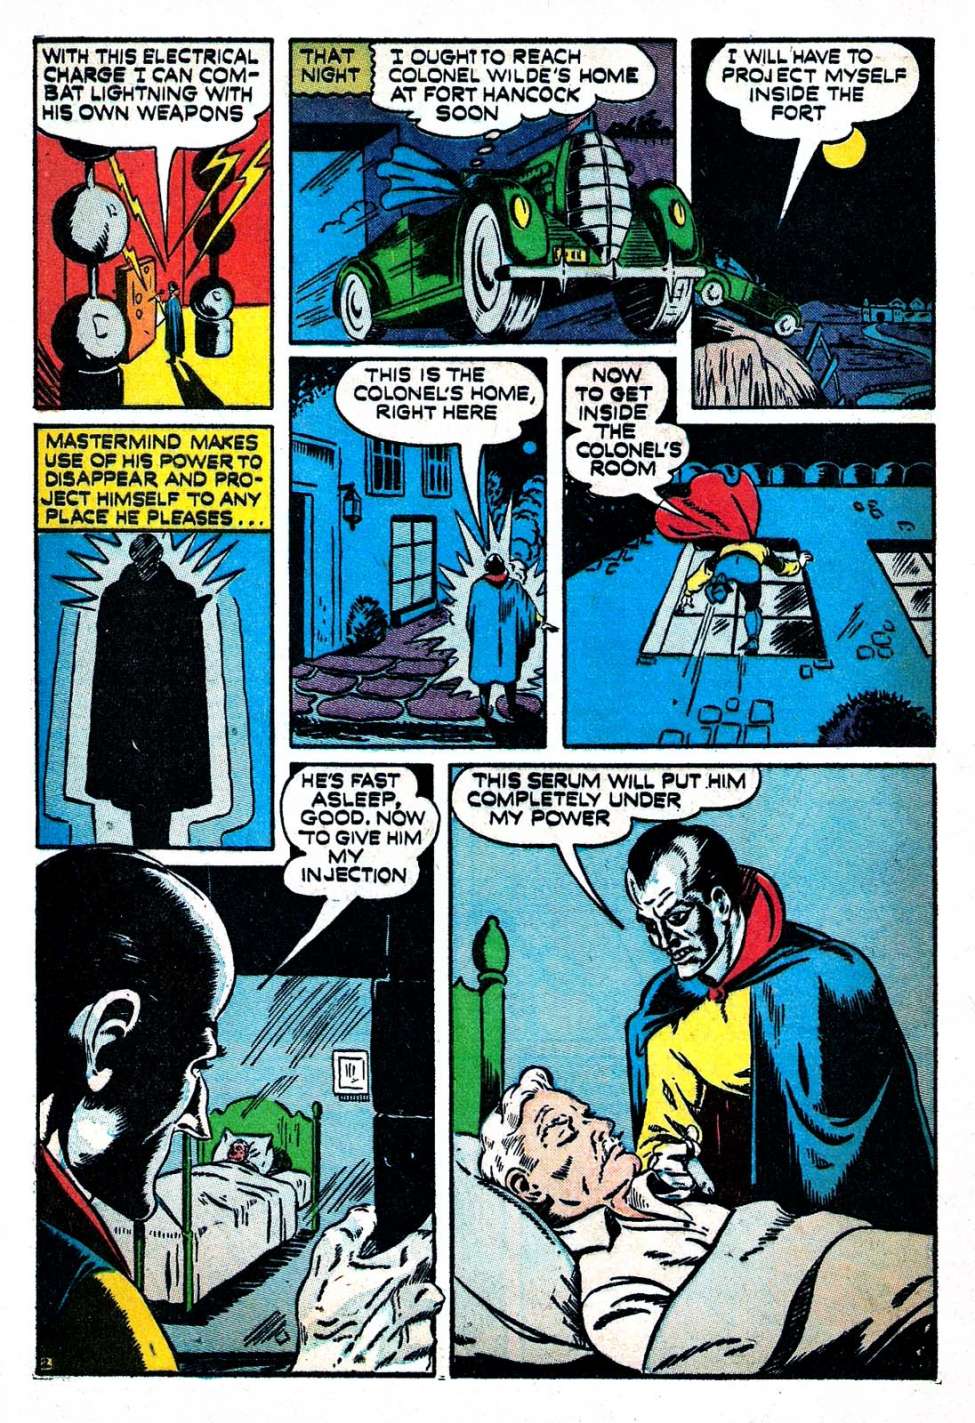 WITH THIS ELECTRICAL
CHARGE I CAN COM-
BAT LIGHTNING WITH
HIS OWN WEAPONS
THAT
NIGHT
I OUGHT TO REACH
COLONEL WILDE'S HOME
AT FORT HANCOCK
SOON
I WILL HAVE TO
PROJECT MYSELF
INSIDE THE
FORT
MASTERMIND MAKES
USE OF HIS POWER TO
DISAPPEAR AND PRO-
JECT HIMSELF TO ANY
PLACE HE PLEASES...
THIS IS THE
COLONEL'S HOME,
RIGHT HERE
NOW
TO GET
INSIDE
THE
COLONEL'S
ROOM
HE'S FAST
ASLEEP,
GOOD. NOW
TO GIVE HIM
MY
INJECTION
THIS SERUM WILL PUT HIM
COMPLETELY UNDER
MY POWER
2